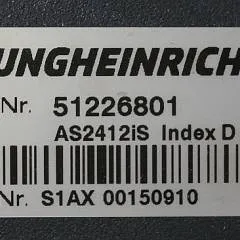 UNGHEINRICH
Nr. 51226801
AS2412iS Index D
Nr. S1AX 00150910